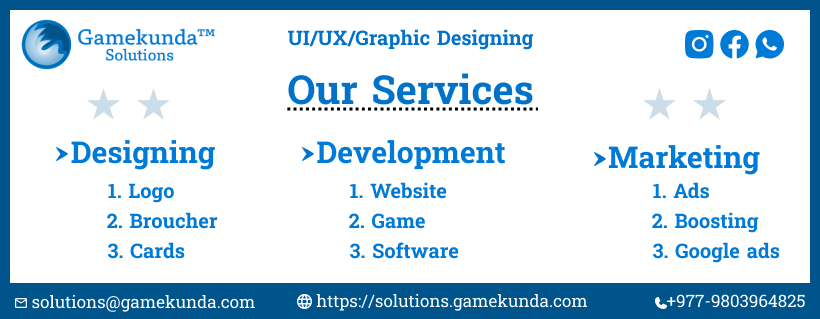 Gamekunda™
Solutions
UI/UX/Graphic Designing
Our Services
Designing
1. Logo
2. Broucher
3. Cards
Development
1. Website
2. Game
3. Software
Marketing
1. Ads
2. Boosting
3. Google ads
solutions@gamekunda.com
https://solutions.gamekunda.com
+977-9803964825